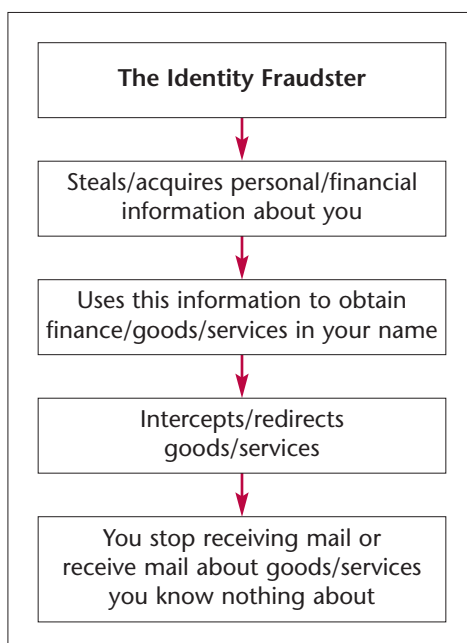 The Identity Fraudster
Steals/acquires personal/financial
information about you
Uses this information to obtain
finance/goods/services in your name
Intercepts/redirects
goods/services
You stop receiving mail or
receive mail about goods/services
you know nothing about